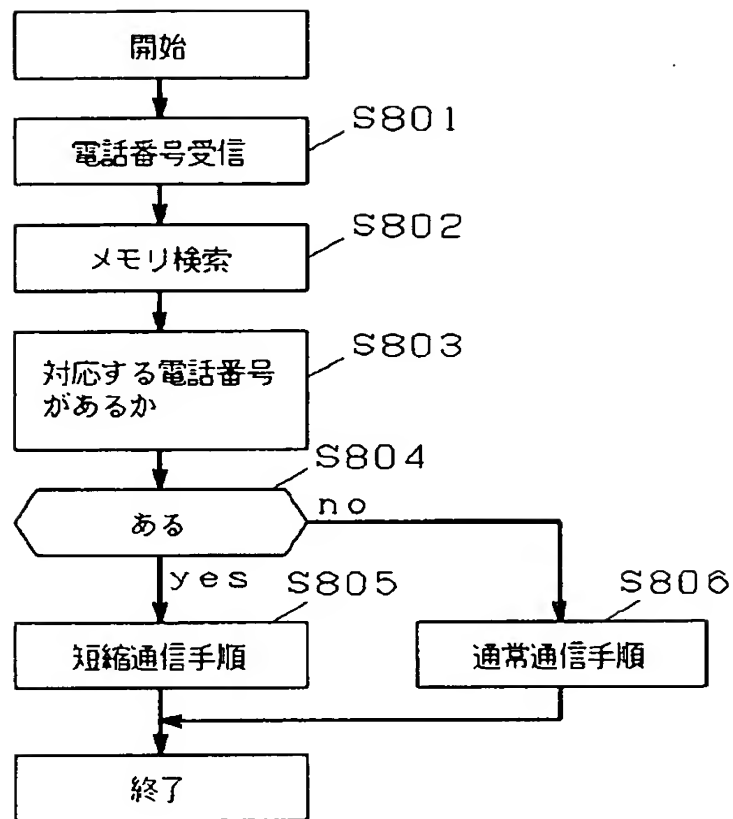 開始
S801
電話番号受信
S802
メモリ検索
S803
対応する電話番号
があるか
S804
ある
no
yes
S805
短縮通信手順
S806
通常通信手順
終了